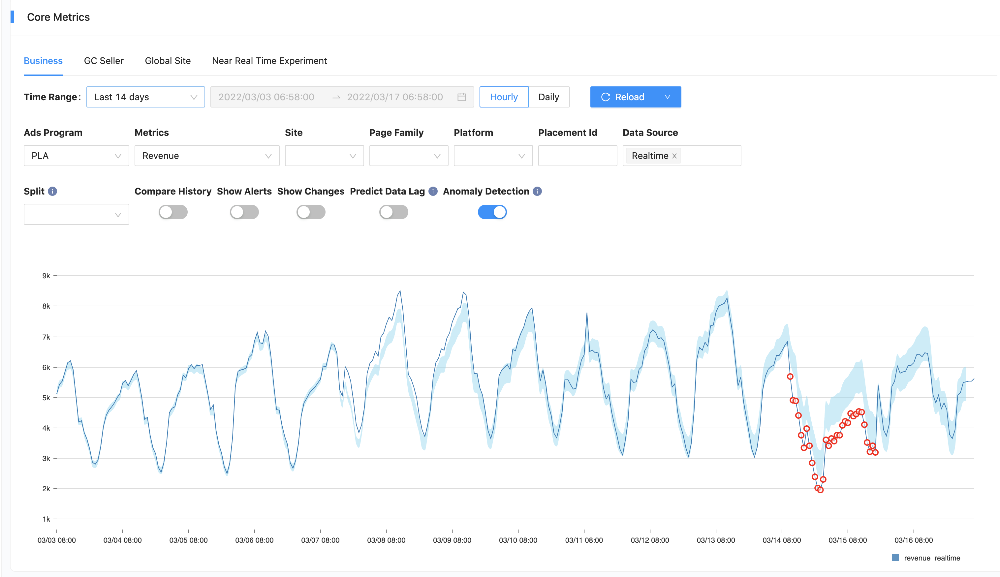 Core Metrics
Business GC Seller Global Site Near Real Time Experiment
Time Range : Last 14 days 2022/03/03 06:58:00 → 2022/03/17 06:58:00 Hourly Daily Reload
Ads Program Metrics Site Page Family Platform Placement Id Data Source
PLA Revenue Realtime ×
Split i Compare History Show Alerts Show Changes Predict Data Lag i Anomaly Detection i
9k
8k
7k
6k
5k
4k
3k
2k
1k
03/03 08:00 03/04 08:00 03/05 08:00 03/06 08:00 03/07 08:00 03/08 08:00 03/09 08:00 03/10 08:00 03/11 08:00 03/12 08:00 03/13 08:00 03/14 08:00 03/15 08:00 03/16 08:00
revenue_realtime